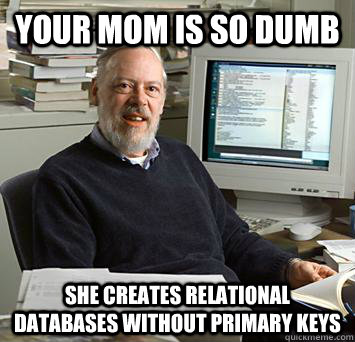 YOUR MOM IS SO DUMB
SHE CREATES RELATIONAL
DATABASES WITHOUT PRIMARY KEYS
quickmeme.com